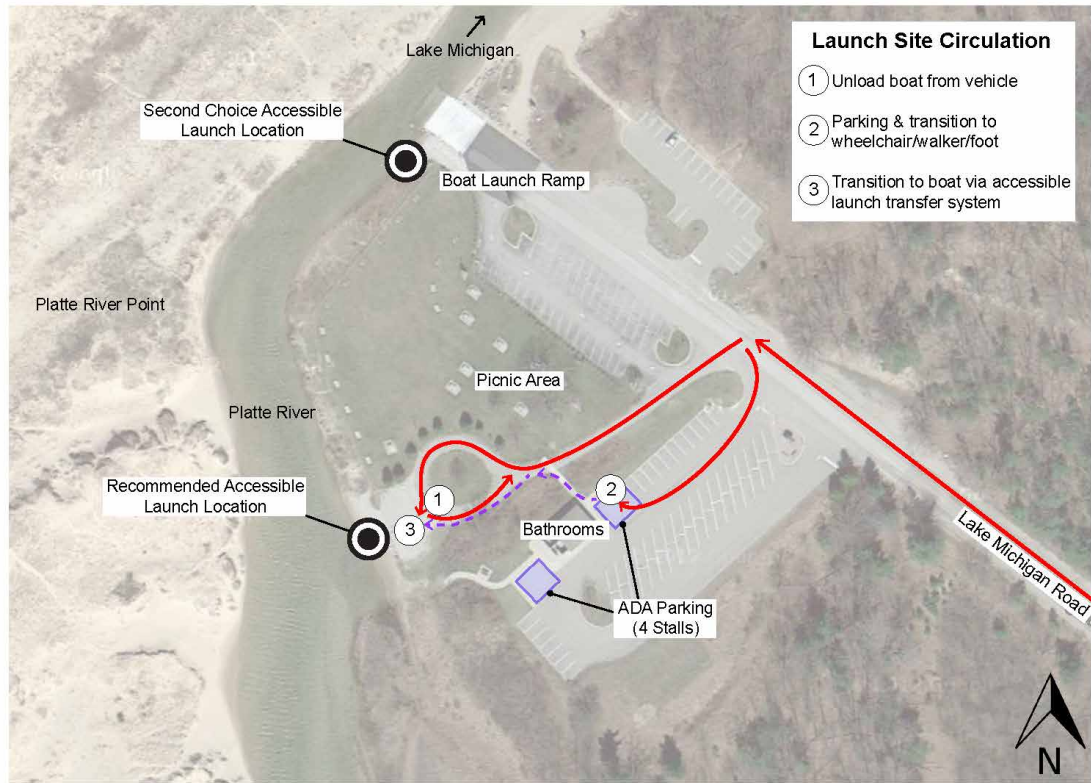 Lake Michigan
Second Choice Accessible
Launch Location
Boat Launch Ramp
Launch Site Circulation
1 Unload boat from vehicle
2 Parking & transition to
wheelchair/walker/foot
3 Transition to boat via accessible
launch transfer system
Platte River Point
Picnic Area
Platte River
Recommended Accessible
Launch Location
1
2
3
Bathrooms
ADA Parking
(4 Stalls)
Lake Michigan Road
N